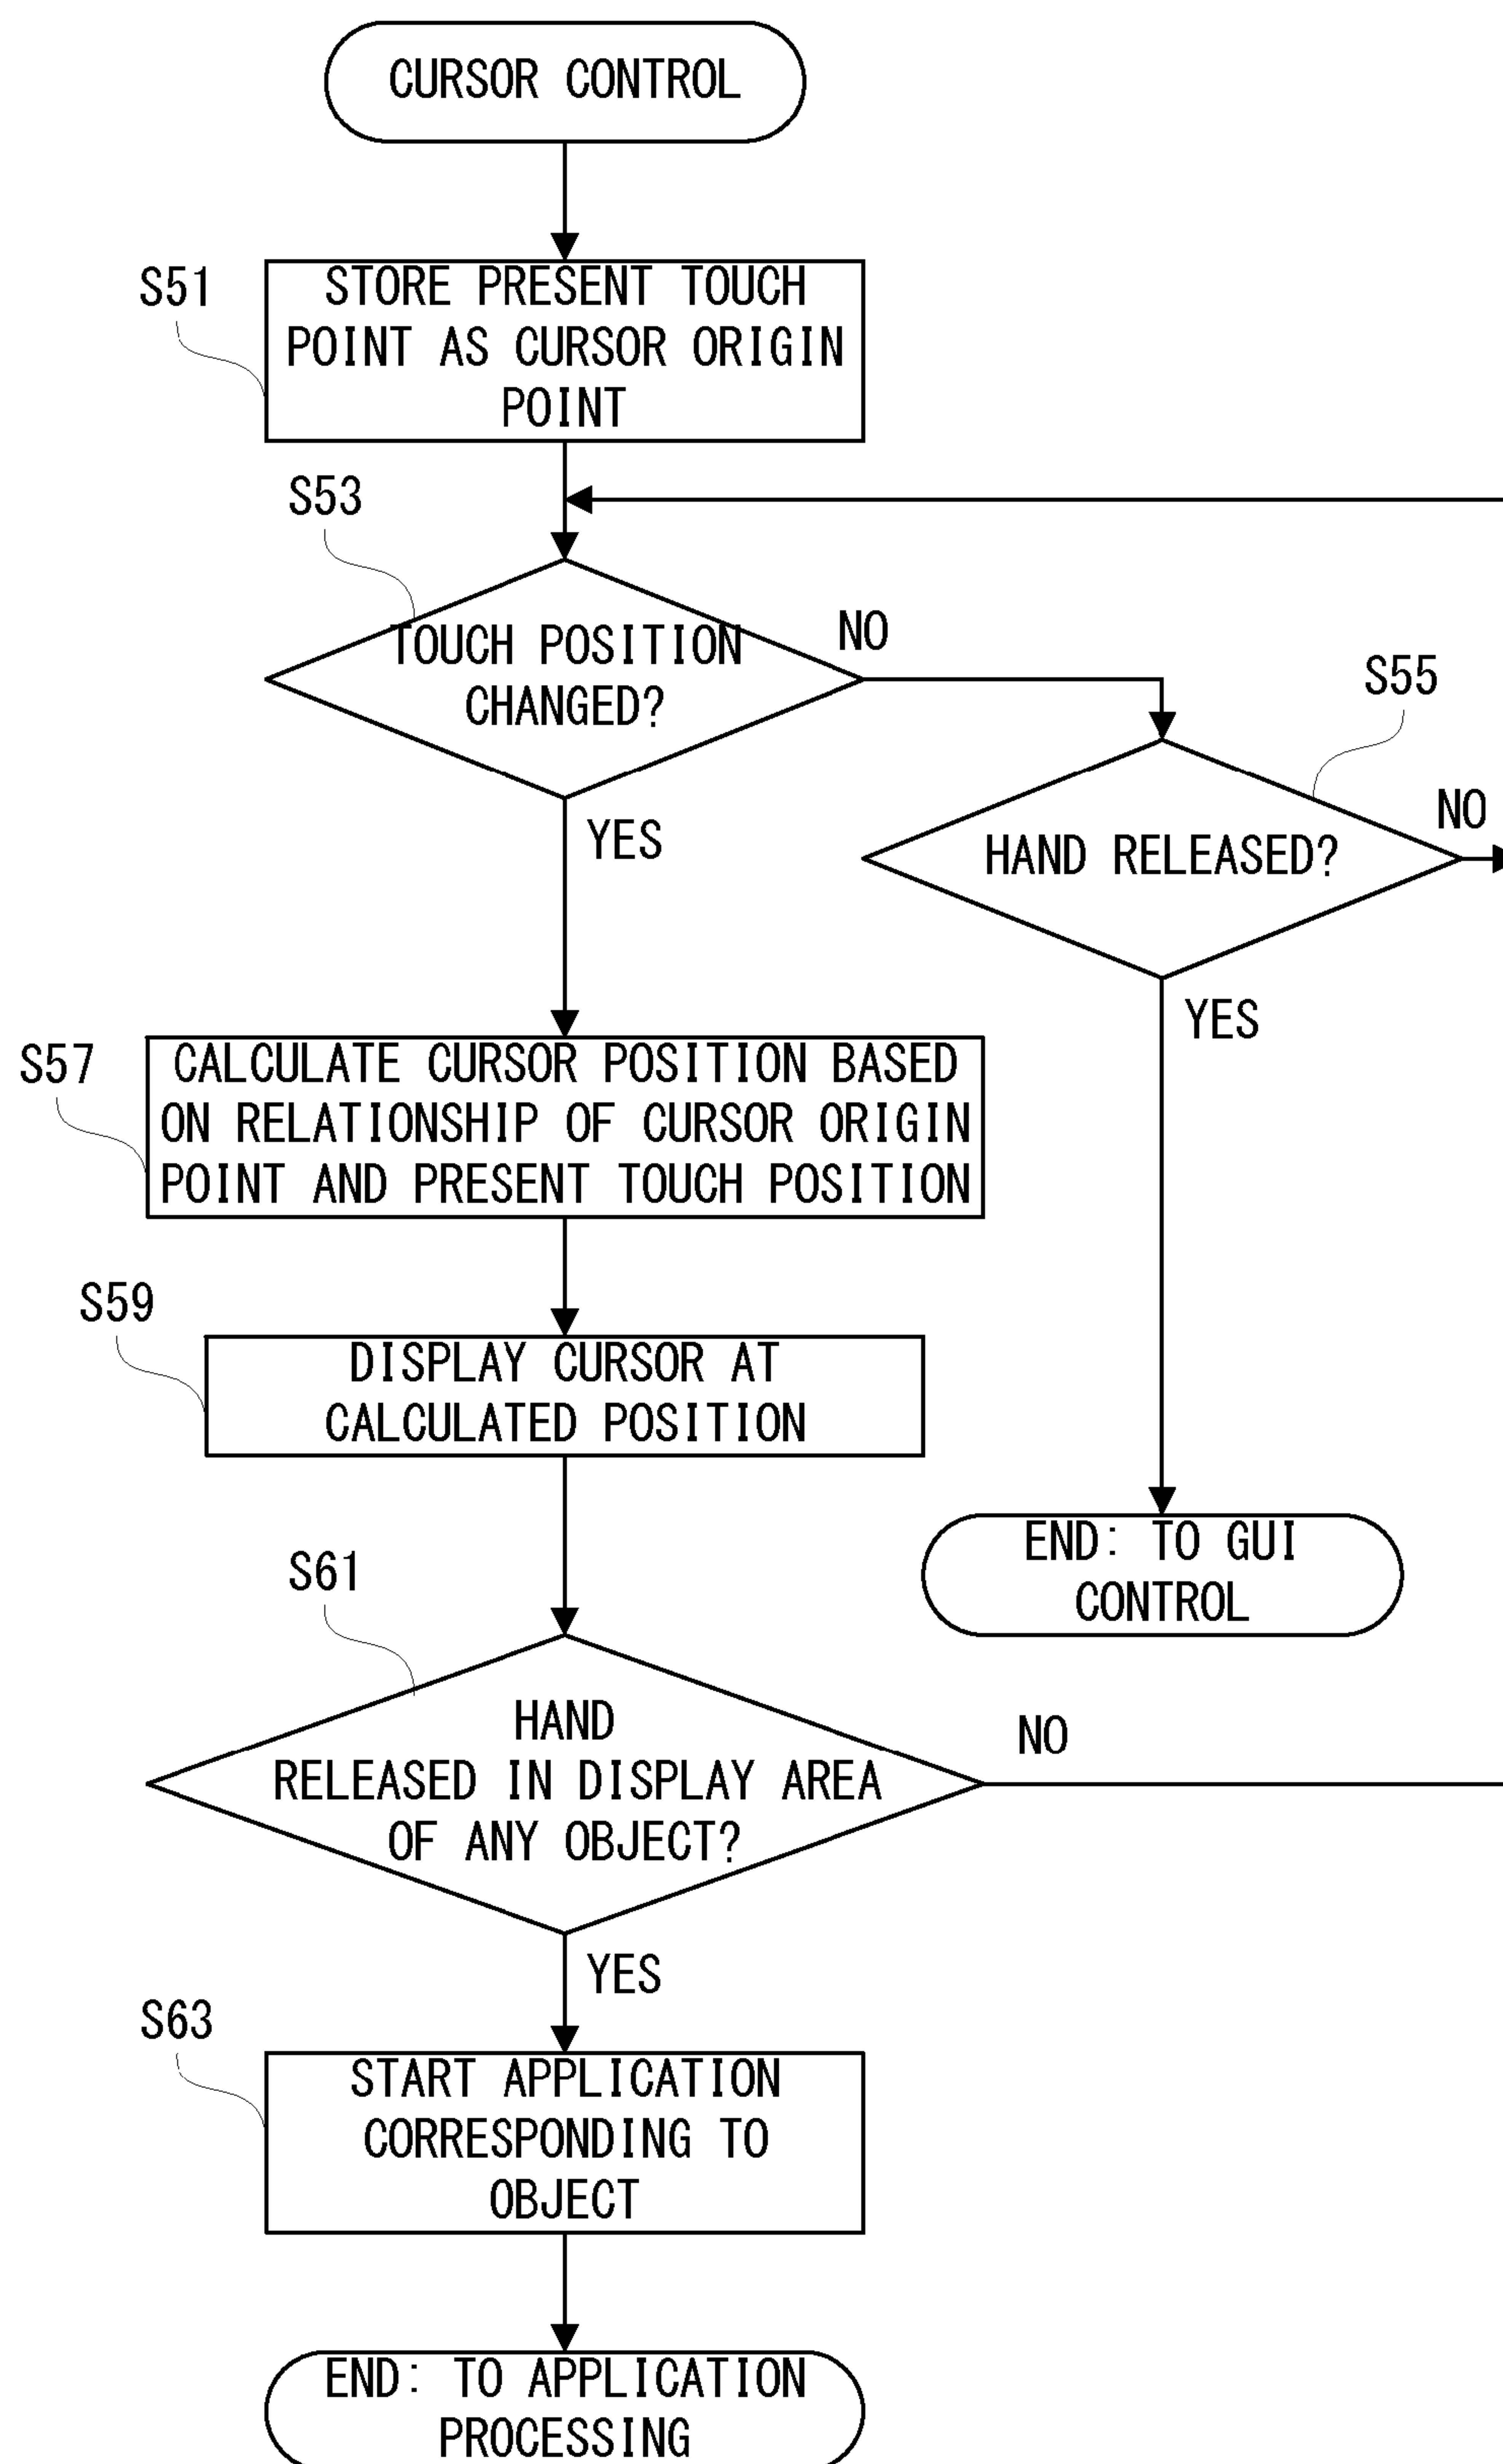 CURSOR CONTROL
S51
STORE PRESENT TOUCH
POINT AS CURSOR ORIGIN
POINT
S53
TOUCH POSITION
CHANGED?
NO
YES
S55
HAND RELEASED?
NO
YES
S57
CALCULATE CURSOR POSITION BASED
ON RELATIONSHIP OF CURSOR ORIGIN
POINT AND PRESENT TOUCH POSITION
S59
DISPLAY CURSOR AT
CALCULATED POSITION
END: TO GUI
CONTROL
S61
HAND
RELEASED IN DISPLAY AREA
OF ANY OBJECT?
NO
YES
S63
START APPLICATION
CORRESPONDING TO
OBJECT
END: TO APPLICATION
PROCESSING